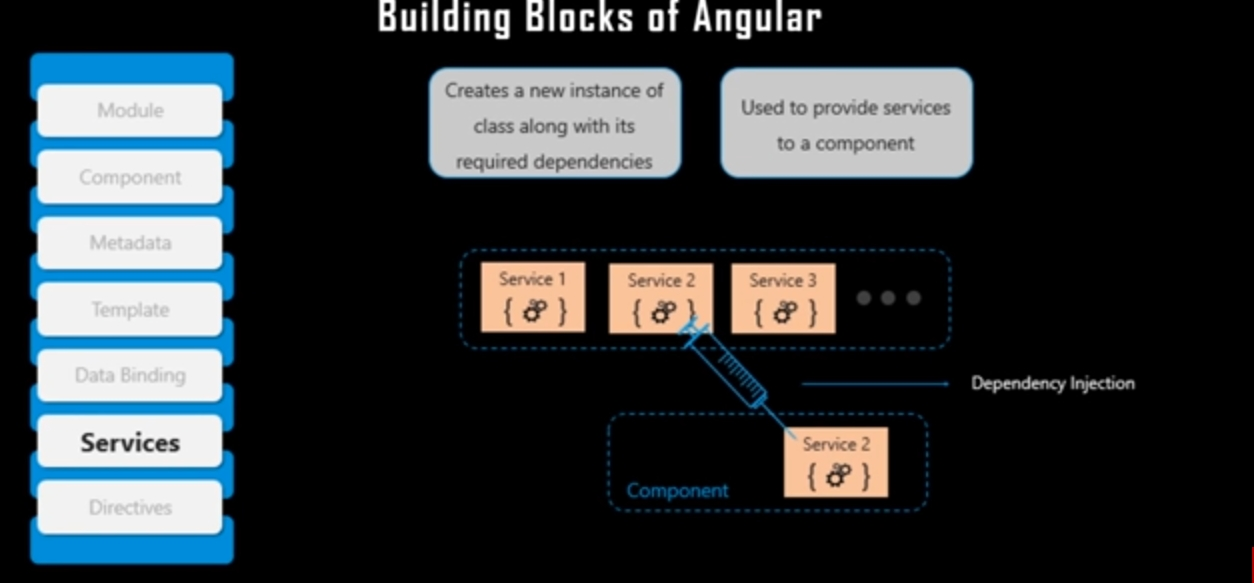 Building Blocks of Angular
Module
Component
Metadata
Template
Data Binding
Services
Directives
Creates a new instance of
class along with its
required dependencies
Used to provide services
to a component
Service 1
{ }
Service 2
{ }
Service 3
{ }
Dependency Injection
Service 2
{ }
Component